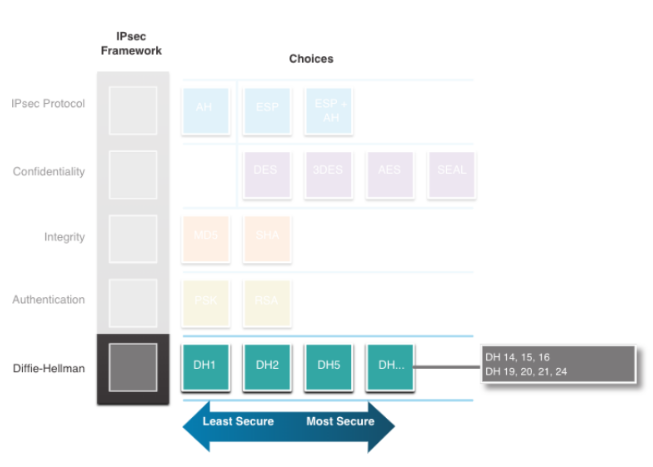 IPsec
Framework
Choices
IPsec Protocol
AH
ESP
ESP +
AH
Confidentiality
DES
3DES
AES
SEAL
Integrity
MD5
SHA
Authentication
PSK
RSA
Diffie-Hellman
DH1
DH2
DH5
DH...
DH 14, 15, 16
DH 19, 20, 21, 24
Least Secure
Most Secure